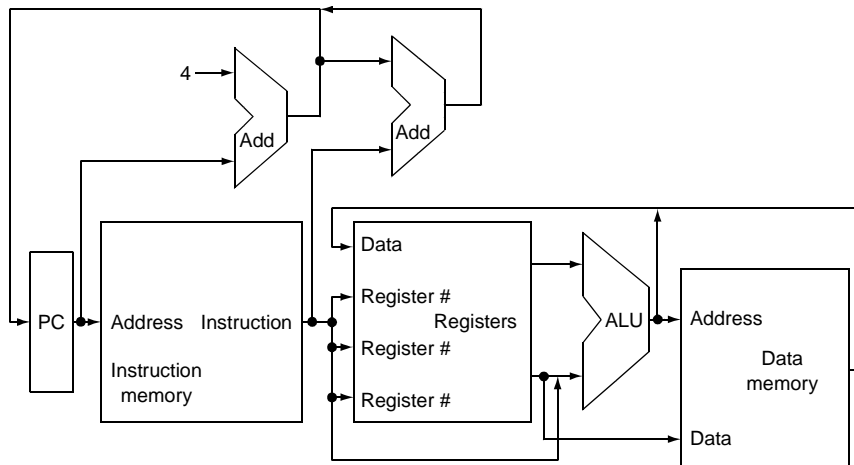 4
Add
Add
Data
PC
Address
Instruction
Register #
Registers
ALU
Address
Instruction
memory
Register #
Data
memory
Register #
Data